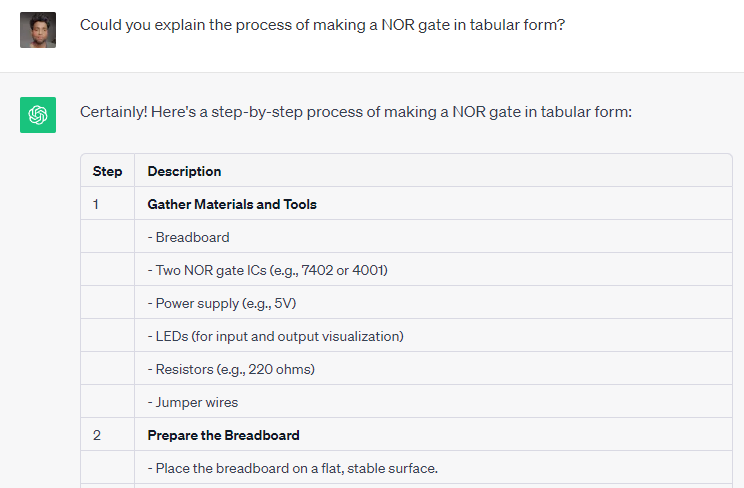 Could you explain the process of making a NOR gate in tabular form?
Certainly! Here's a step-by-step process of making a NOR gate in tabular form:
Step Description
1 Gather Materials and Tools
- Breadboard
- Two NOR gate ICs (e.g., 7402 or 4001)
- Power supply (e.g., 5V)
- LEDs (for input and output visualization)
- Resistors (e.g., 220 ohms)
- Jumper wires
2 Prepare the Breadboard
- Place the breadboard on a flat, stable surface.